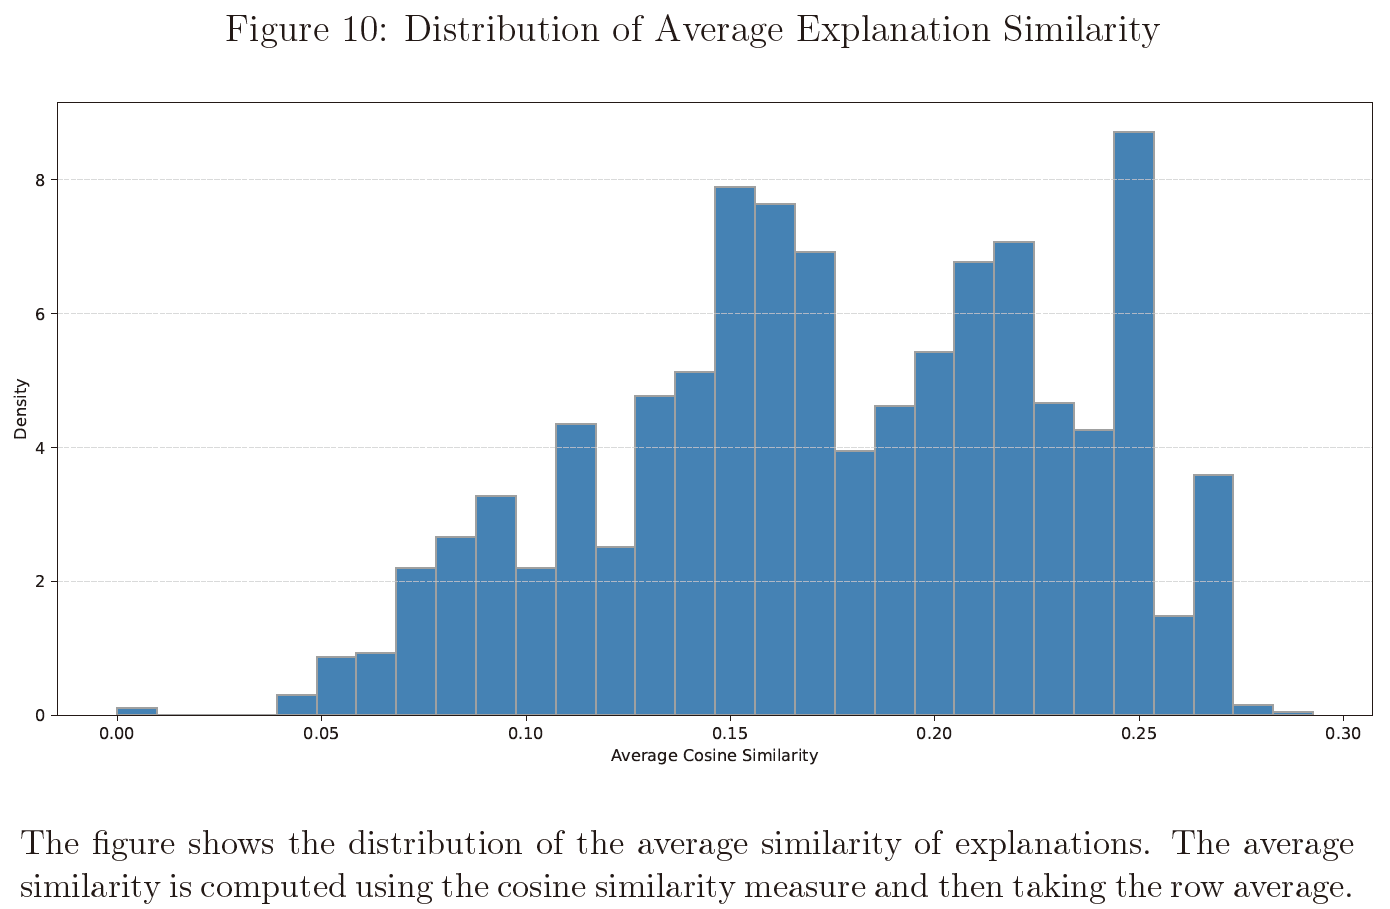 Figure 10: Distribution of Average Explanation Similarity
8
6
4
2
0
Density
0.00 0.05 0.10 0.15 0.20 0.25 0.30
Average Cosine Similarity
The figure shows the distribution of the average similarity of explanations. The average
similarity is computed using the cosine similarity measure and then taking the row average.